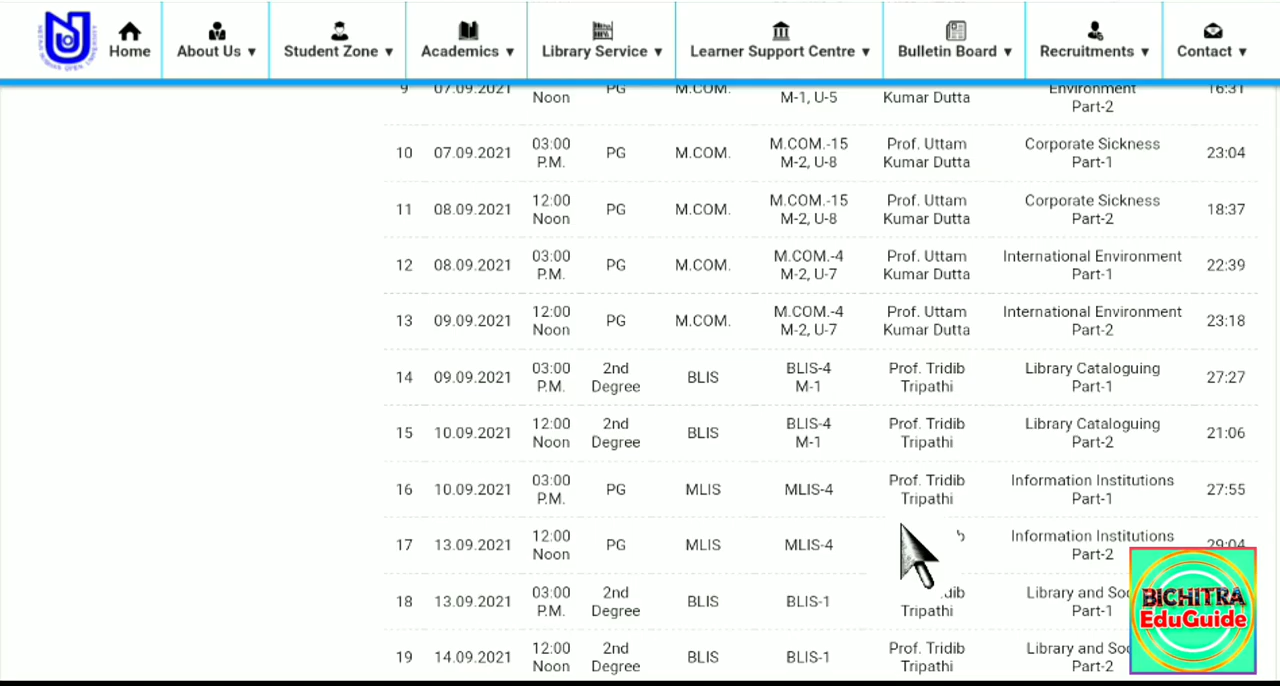 Home
About Us ▼
Student Zone ▼
Academics ▼
Library Service ▼
Learner Support Centre ▼
Bulletin Board ▼
Recruitments ▼
Contact ▼
9 07.09.2021 Noon PG M.COM. M-1, U-5 Kumar Dutta Environment Part-2 16:31
10 07.09.2021 03:00 P.M. PG M.COM. M.COM.-15 M-2, U-8 Prof. Uttam Kumar Dutta Corporate Sickness Part-1 23:04
11 08.09.2021 12:00 Noon PG M.COM. M.COM.-15 M-2, U-8 Prof. Uttam Kumar Dutta Corporate Sickness Part-2 18:37
12 08.09.2021 03:00 P.M. PG M.COM. M.COM.-4 M-2, U-7 Prof. Uttam Kumar Dutta International Environment Part-1 22:39
13 09.09.2021 12:00 Noon PG M.COM. M.COM.-4 M-2, U-7 Prof. Uttam Kumar Dutta International Environment Part-2 23:18
14 09.09.2021 03:00 P.M. 2nd Degree BLIS BLIS-4 M-1 Prof. Tridib Tripathi Library Cataloguing Part-1 27:27
15 10.09.2021 12:00 Noon 2nd Degree BLIS BLIS-4 M-1 Prof. Tridib Tripathi Library Cataloguing Part-2 21:06
16 10.09.2021 03:00 P.M. PG MLIS MLIS-4 Prof. Tridib Tripathi Information Institutions Part-1 27:55
17 13.09.2021 12:00 Noon PG MLIS MLIS-4 Information Institutions Part-2 29:04
18 13.09.2021 03:00 P.M. 2nd Degree BLIS BLIS-1 Tripathi Library and Part-1
19 14.09.2021 12:00 Noon 2nd Degree BLIS BLIS-1 Prof. Tridib Tripathi Library and Part-2
BICHITRA
EduGuide